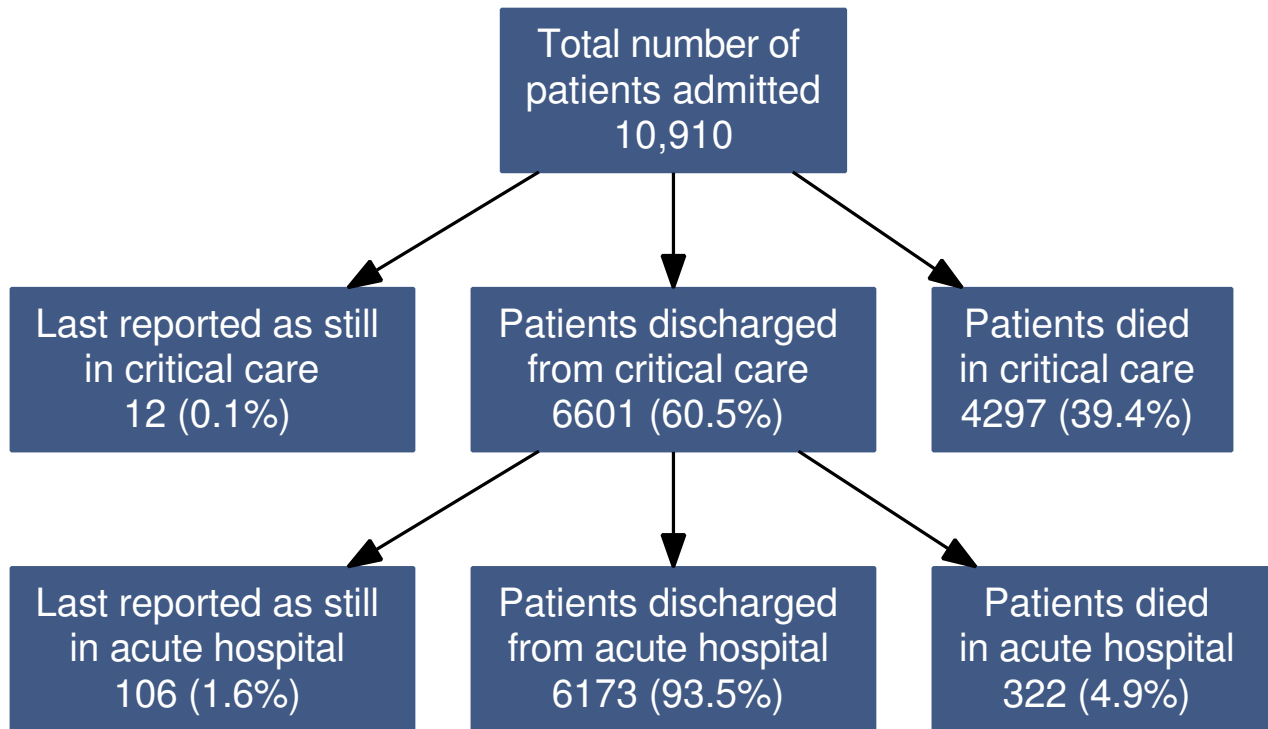 Total number of
patients admitted
10,910
Last reported as still
in critical care
12 (0.1%)
Patients discharged
from critical care
6601 (60.5%)
Patients died
in critical care
4297 (39.4%)
Last reported as still
in acute hospital
106 (1.6%)
Patients discharged
from acute hospital
6173 (93.5%)
Patients died
in acute hospital
322 (4.9%)